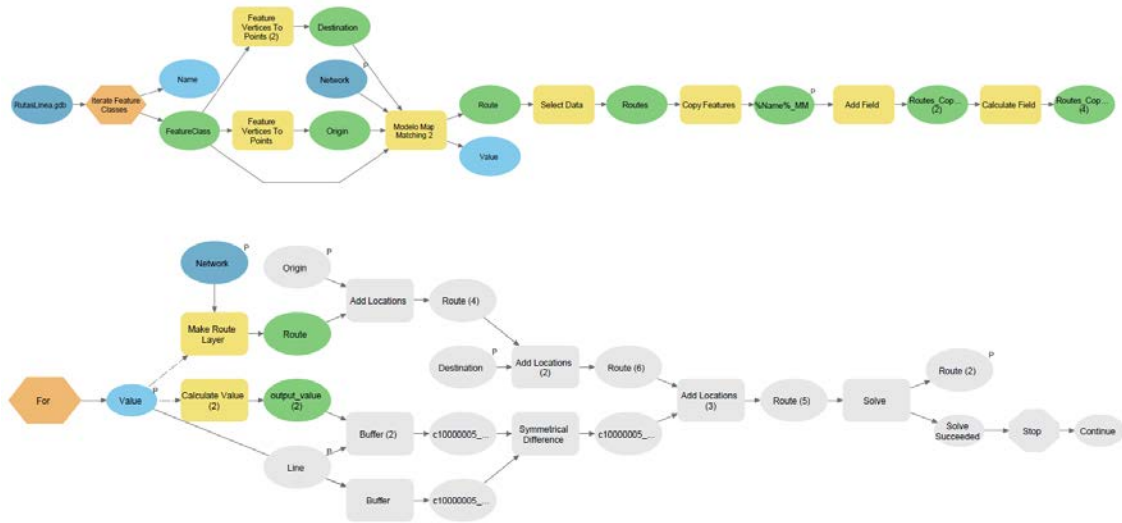 Feature
Vertices To
Points (2)
Destination
P
Name
Network
RutasLinea.gdb
Iterate Feature
Classes
FeatureClass
Feature
Vertices To
Points
Origin
Modelo Map
Matching 2
Route
Value
Select Data
Routes
Copy Features
%Name%_MM
P
Add Field
Routes_Cop...
(2)
Calculate Field
Routes_Cop...
(4)
P
Network
P
Origin
Add Locations
Route (4)
Make Route
Layer
Route
Destination
P
Add Locations
(2)
Route (6)
Route (2)
P
For
Value
P
Calculate Value
(2)
output_value
(2)
Add Locations
(3)
Route (5)
Solve
Buffer (2)
c10000005_...
Symmetrical
Difference
c10000005_...
Solve
Succeeded
Stop
Continue
Line
P
Buffer
c10000005_...